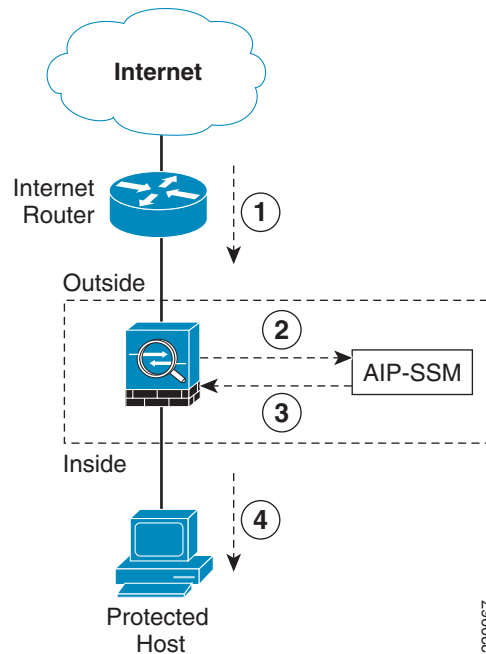 Internet
Internet
Router
1
Outside
2
AIP-SSM
3
Inside
4
Protected
Host